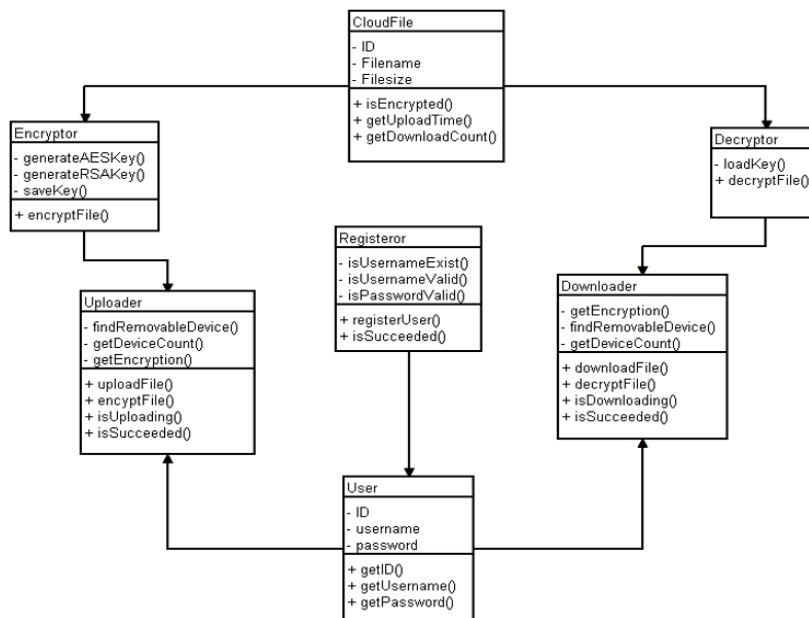 CloudFile
- ID
- Filename
- Filesize
+ isEncrypted()
+ getUploadTime()
+ getDownloadCount()
Encryptor
- generateAESKey()
- generateRSAKey()
- saveKey()
+ encryptFile()
Decryptor
- loadKey()
+ decryptFile()
Registeror
- isUsernameExist()
- isUsernameValid()
- isPasswordValid()
+ registerUser()
+ isSucceeded()
Uploader
- findRemovableDevice()
- getDeviceCount()
- getEncryption()
+ uploadFile()
+ encyptFile()
+ isUploading()
+ isSucceeded()
Downloader
- getEncryption()
- findRemovableDevice()
- getDeviceCount()
+ downloadFile()
+ decryptFile()
+ isDownloading()
+ isSucceeded()
User
- ID
- username
- password
+ getID()
+ getUsername()
+ getPassword()